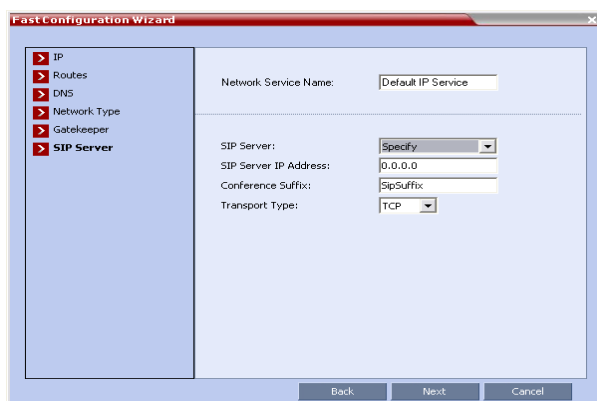 Fast Configuration Wizard
IP
Routes
DNS
Network Type
Gatekeeper
SIP Server
Network Service Name: Default IP Service
SIP Server: Specify
SIP Server IP Address: 0.0.0.0
Conference Suffix: SipSuffix
Transport Type: TCP
Back Next Cancel